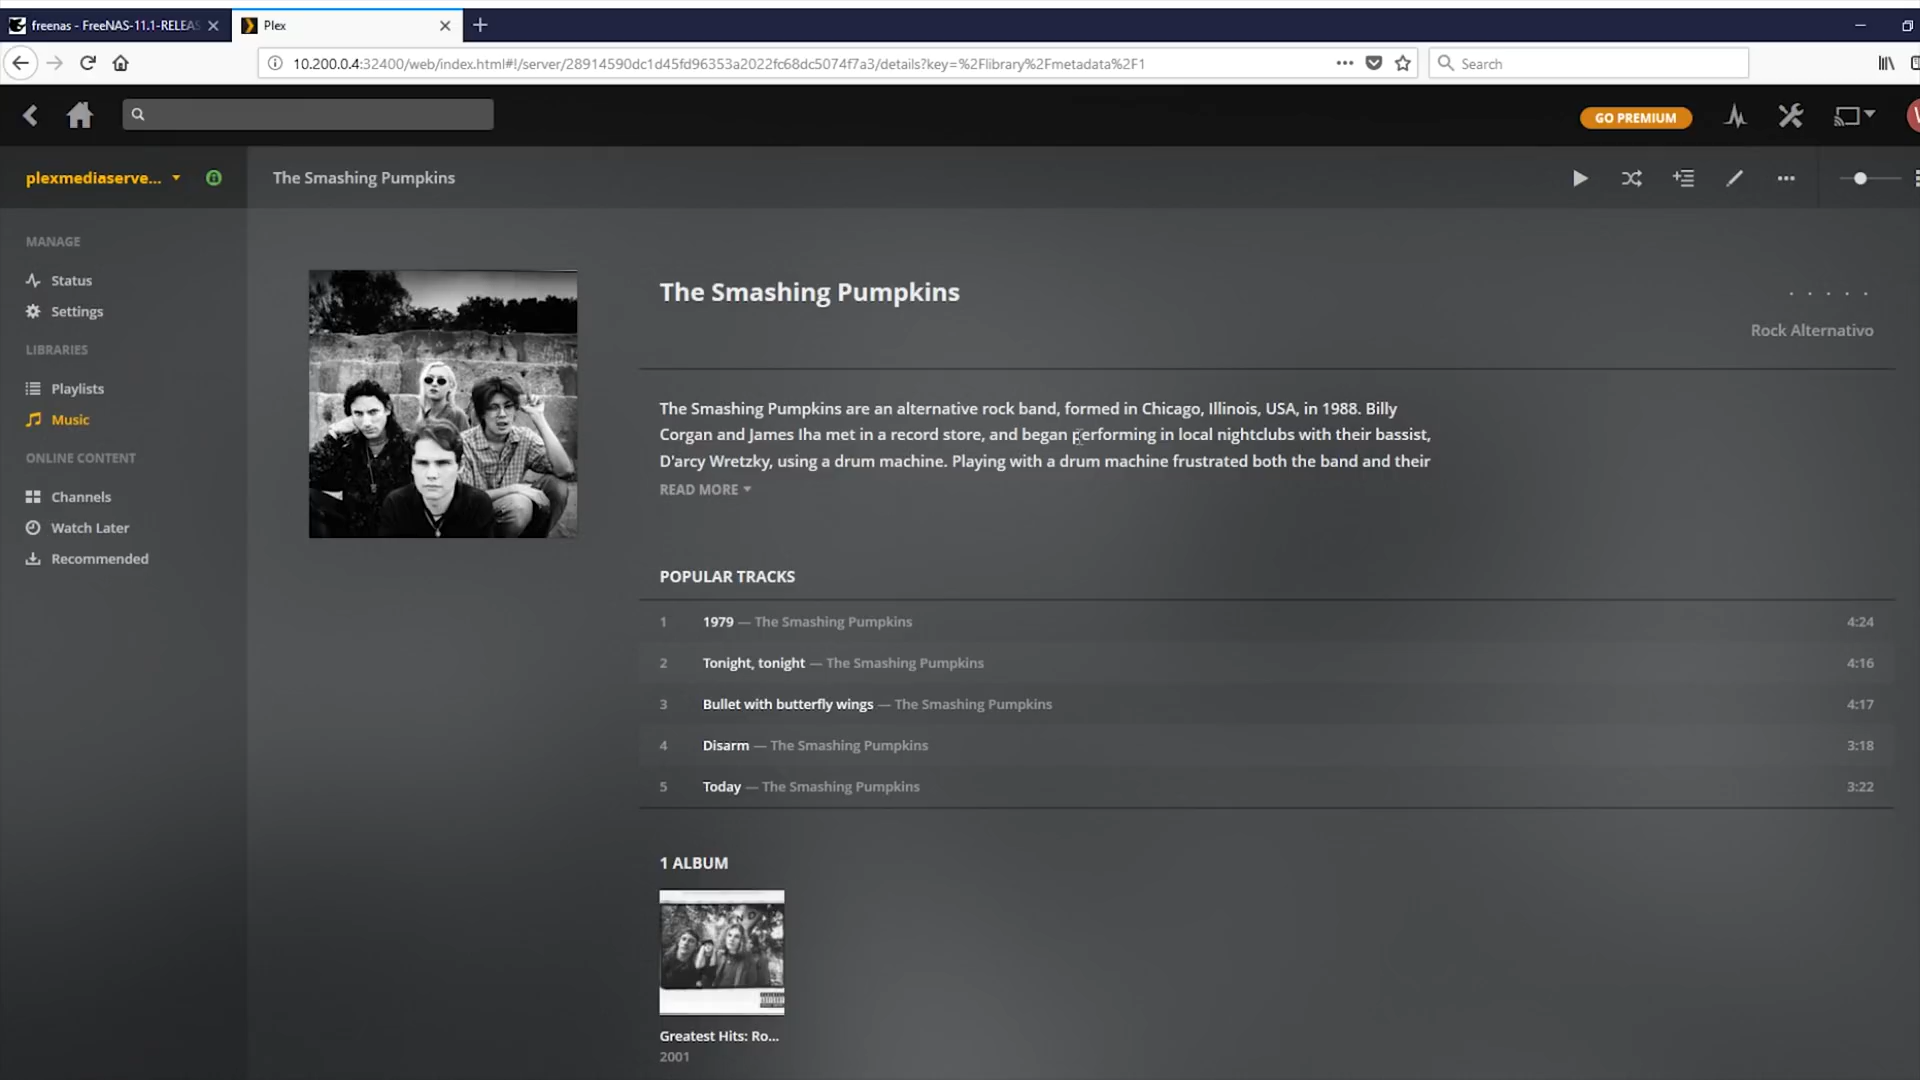 freenas - FreeNAS-11.1-RELEAS
Plex
10.200.0.4:32400/web/index.html#!/server/28914590dc1d45fd96353a2022fc68dc5074f7a3/details?key=%2Flibrary%2Fmetadata%2F1
Search
GO PREMIUM
plexmediaserve...
The Smashing Pumpkins
MANAGE
Status
Settings
LIBRARIES
Playlists
Music
ONLINE CONTENT
Channels
Watch Later
Recommended
The Smashing Pumpkins
Rock Alternativo
The Smashing Pumpkins are an alternative rock band, formed in Chicago, Illinois, USA, in 1988. Billy
Corgan and James Iha met in a record store, and began performing in local nightclubs with their bassist,
D'arcy Wretzky, using a drum machine. Playing with a drum machine frustrated both the band and their
READ MORE
POPULAR TRACKS
1 1979 — The Smashing Pumpkins 4:24
2 Tonight, tonight — The Smashing Pumpkins 4:16
3 Bullet with butterfly wings — The Smashing Pumpkins 4:17
4 Disarm — The Smashing Pumpkins 3:18
5 Today — The Smashing Pumpkins 3:22
1 ALBUM
Greatest Hits: Ro...
2001